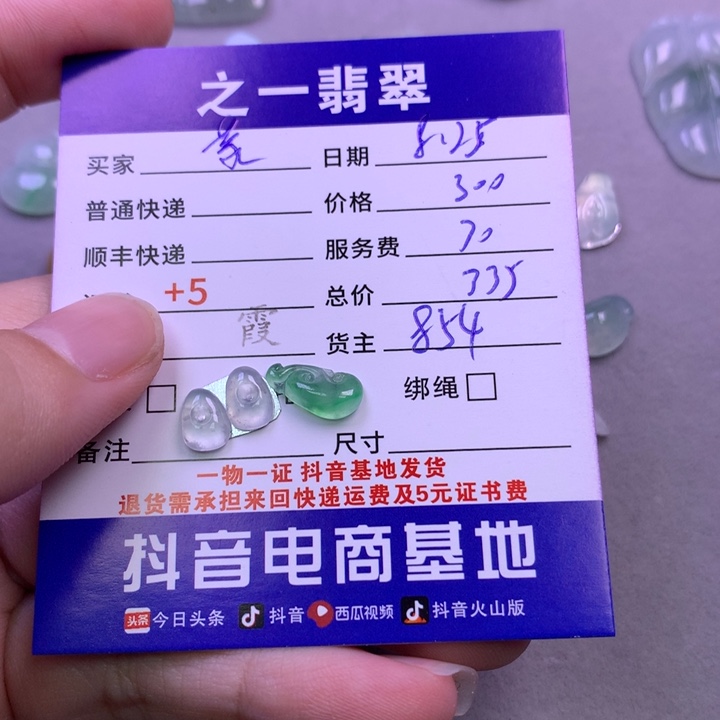 之一翡翠
买家 日期 8.25
普通快递 价格 300
顺丰快递 服务费
+5 总价 335
霞 货主 854
绑绳
备注 尺寸
一物一证 抖音基地发货
退货需承担来回快递运费及5元证书费
抖音电商基地
头条 今日头条 抖音 西瓜视频 抖音火山版